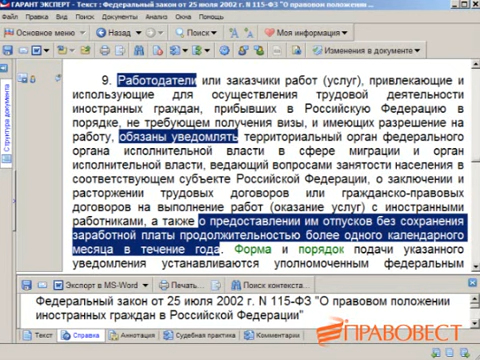 ГАРАНТ ЭКСПЕРТ - Текст : Федеральный закон от 25 июля 2002 г. N 115-ФЗ "О правовом положении ...
Файл Правка Вид Поиск Документы Анализ Окна Помощь
Основное меню Назад Поиск Моя информация
Изменения в документе
Структура документа
9. Работодатели или заказчики работ (услуг), привлекающие и
использующие для осуществления трудовой деятельности
иностранных граждан, прибывших в Российскую Федерацию в
порядке, не требующем получения визы, и имеющих разрешение на
работу, обязаны уведомлять территориальный орган федерального
органа исполнительной власти в сфере миграции и орган
исполнительной власти, ведающий вопросами занятости населения в
соответствующем субъекте Российской Федерации, о заключении и
расторжении трудовых договоров или гражданско-правовых
договоров на выполнение работ (оказание услуг) с иностранными
работниками, а также о предоставлении им отпусков без сохранения
заработной платы продолжительностью более одного календарного
месяца в течение года. Форма и порядок подачи указанного
уведомления устанавливаются уполномоченным федеральным
Экспорт в MS-Word Печать... Поиск контекста...
Федеральный закон от 25 июля 2002 г. N 115-ФЗ "О правовом положении
иностранных граждан в Российской Федерации"
ПРАВОВЕСТ
Текст Справка Аннотация Судебная практика Комментарии